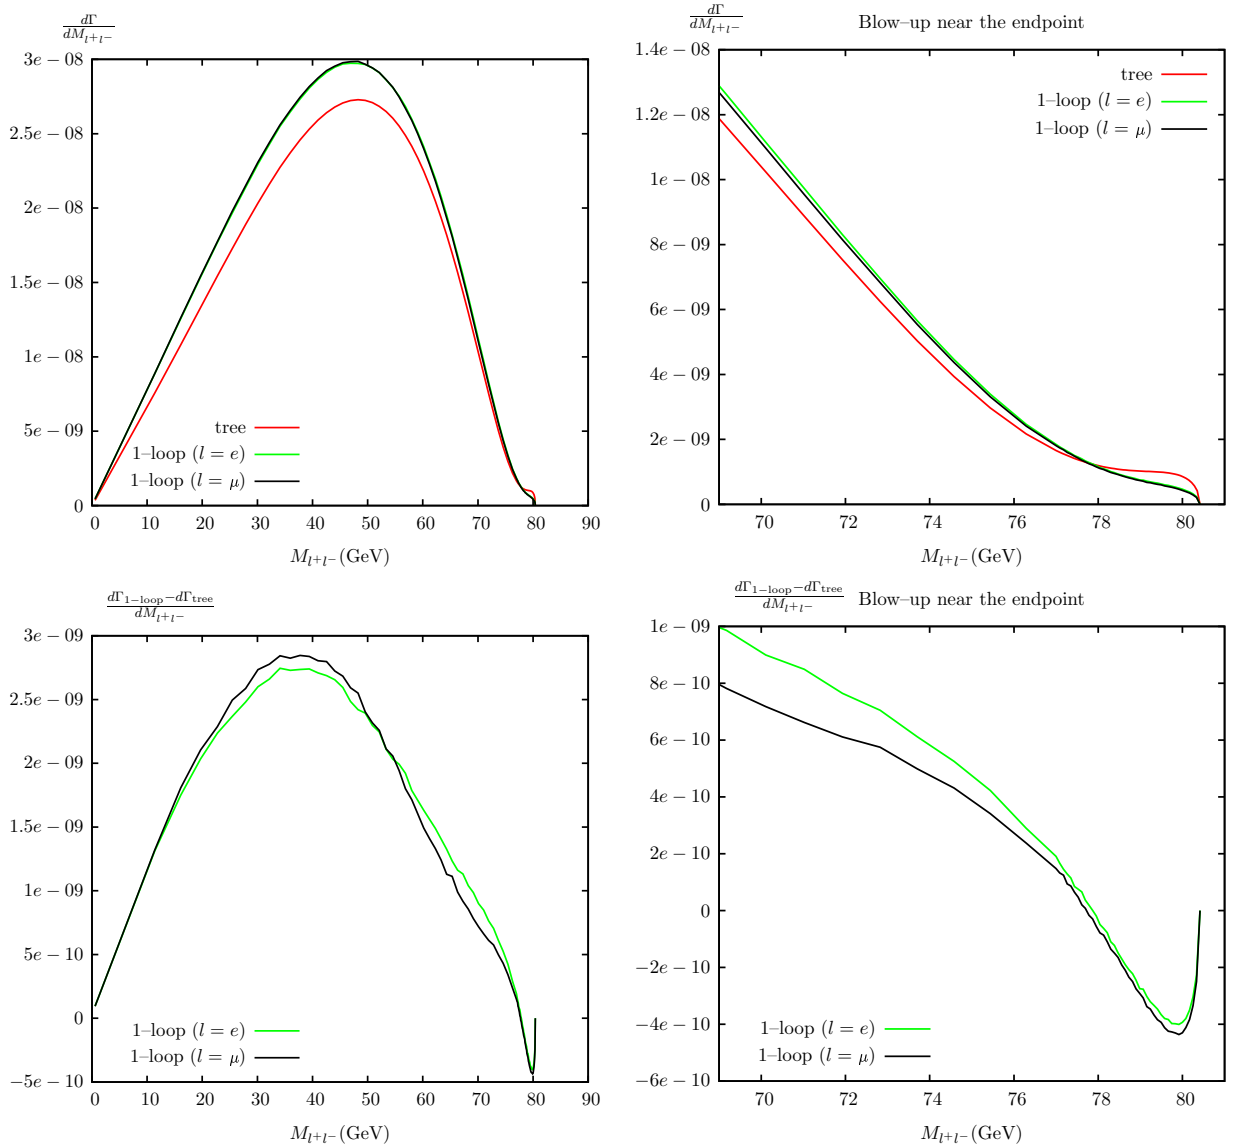 dΓ
dM_{l+l−}
3e − 08
2.5e − 08
2e − 08
1.5e − 08
1e − 08
5e − 09
0
tree
1–loop (l = e)
1–loop (l = μ)
0 10 20 30 40 50 60 70 80 90
M_{l+l−}(GeV)
dΓ
dM_{l+l−}
Blow–up near the endpoint
1.4e − 08
1.2e − 08
1e − 08
8e − 09
6e − 09
4e − 09
2e − 09
0
tree
1–loop (l = e)
1–loop (l = μ)
70 72 74 76 78 80
M_{l+l−}(GeV)
dΓ_{1−loop}−dΓ_{tree}
dM_{l+l−}
3e − 09
2.5e − 09
2e − 09
1.5e − 09
1e − 09
5e − 10
0
−5e − 10
1–loop (l = e)
1–loop (l = μ)
0 10 20 30 40 50 60 70 80 90
M_{l+l−}(GeV)
dΓ_{1−loop}−dΓ_{tree}
dM_{l+l−}
Blow–up near the endpoint
1e − 09
8e − 10
6e − 10
4e − 10
2e − 10
0
−2e − 10
−4e − 10
−6e − 10
1–loop (l = e)
1–loop (l = μ)
70 72 74 76 78 80
M_{l+l−}(GeV)